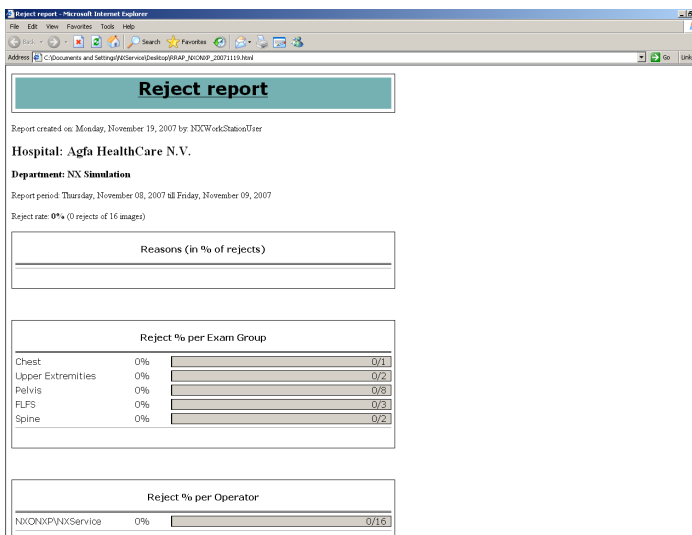 Reject report - Microsoft Internet Explorer
File Edit View Favorites Tools Help
Back Search Favorites
Address C:\Documents and Settings\NXService\Desktop\RRAP_NXONXP_20071119.html Go Link
Reject report
Report created on: Monday, November 19, 2007 by: NXWorkStationUser
Hospital: Agfa HealthCare N.V.
Department: NX Simulation
Report period: Thursday, November 08, 2007 till Friday, November 09, 2007
Reject rate: 0% (0 rejects of 16 images)
Reasons (in % of rejects)
Reject % per Exam Group
Chest 0% 0/1
Upper Extremities 0% 0/2
Pelvis 0% 0/8
FLFS 0% 0/3
Spine 0% 0/2
Reject % per Operator
NXONXP\NXService 0% 0/16